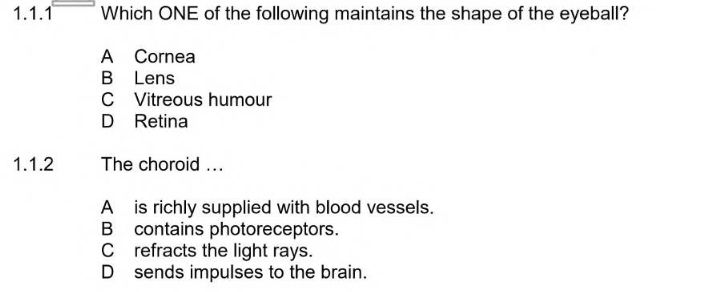 1.1.1 Which ONE of the following maintains the shape of the eyeball?
A Cornea
B Lens
C Vitreous humour
D Retina
1.1.2 The choroid ...
A is richly supplied with blood vessels.
B contains photoreceptors.
C refracts the light rays.
D sends impulses to the brain.